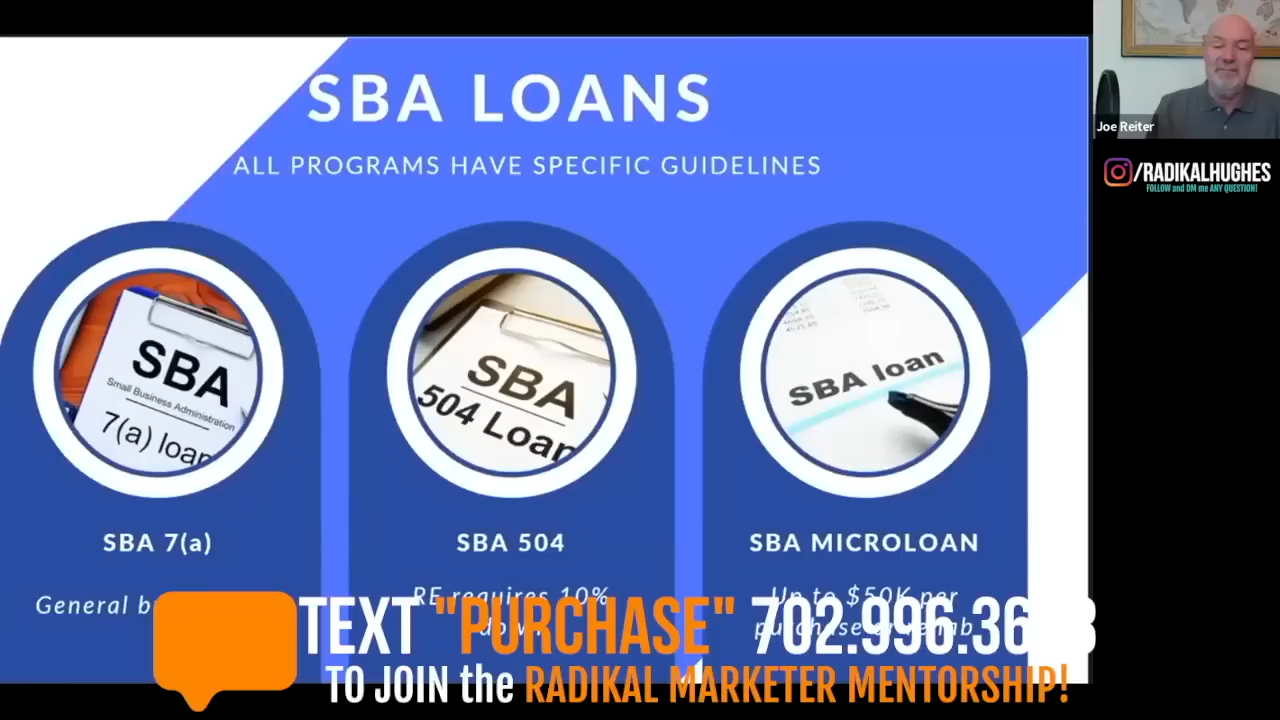 SBA LOANS
ALL PROGRAMS HAVE SPECIFIC GUIDELINES
Joe Reiter
/RADIKALHUGHES
FOLLOW and DM me ANY QUESTION!
SBA
Small Business Administration
7(a) loan
SBA
504 Loan
SBA loan
SBA 7(a)
SBA 504
SBA MICROLOAN
General
RE requires 10%
Up to $50K per
TEXT "PURCHASE" 702.996.36
TO JOIN the RADIKAL MARKETER MENTORSHIP!